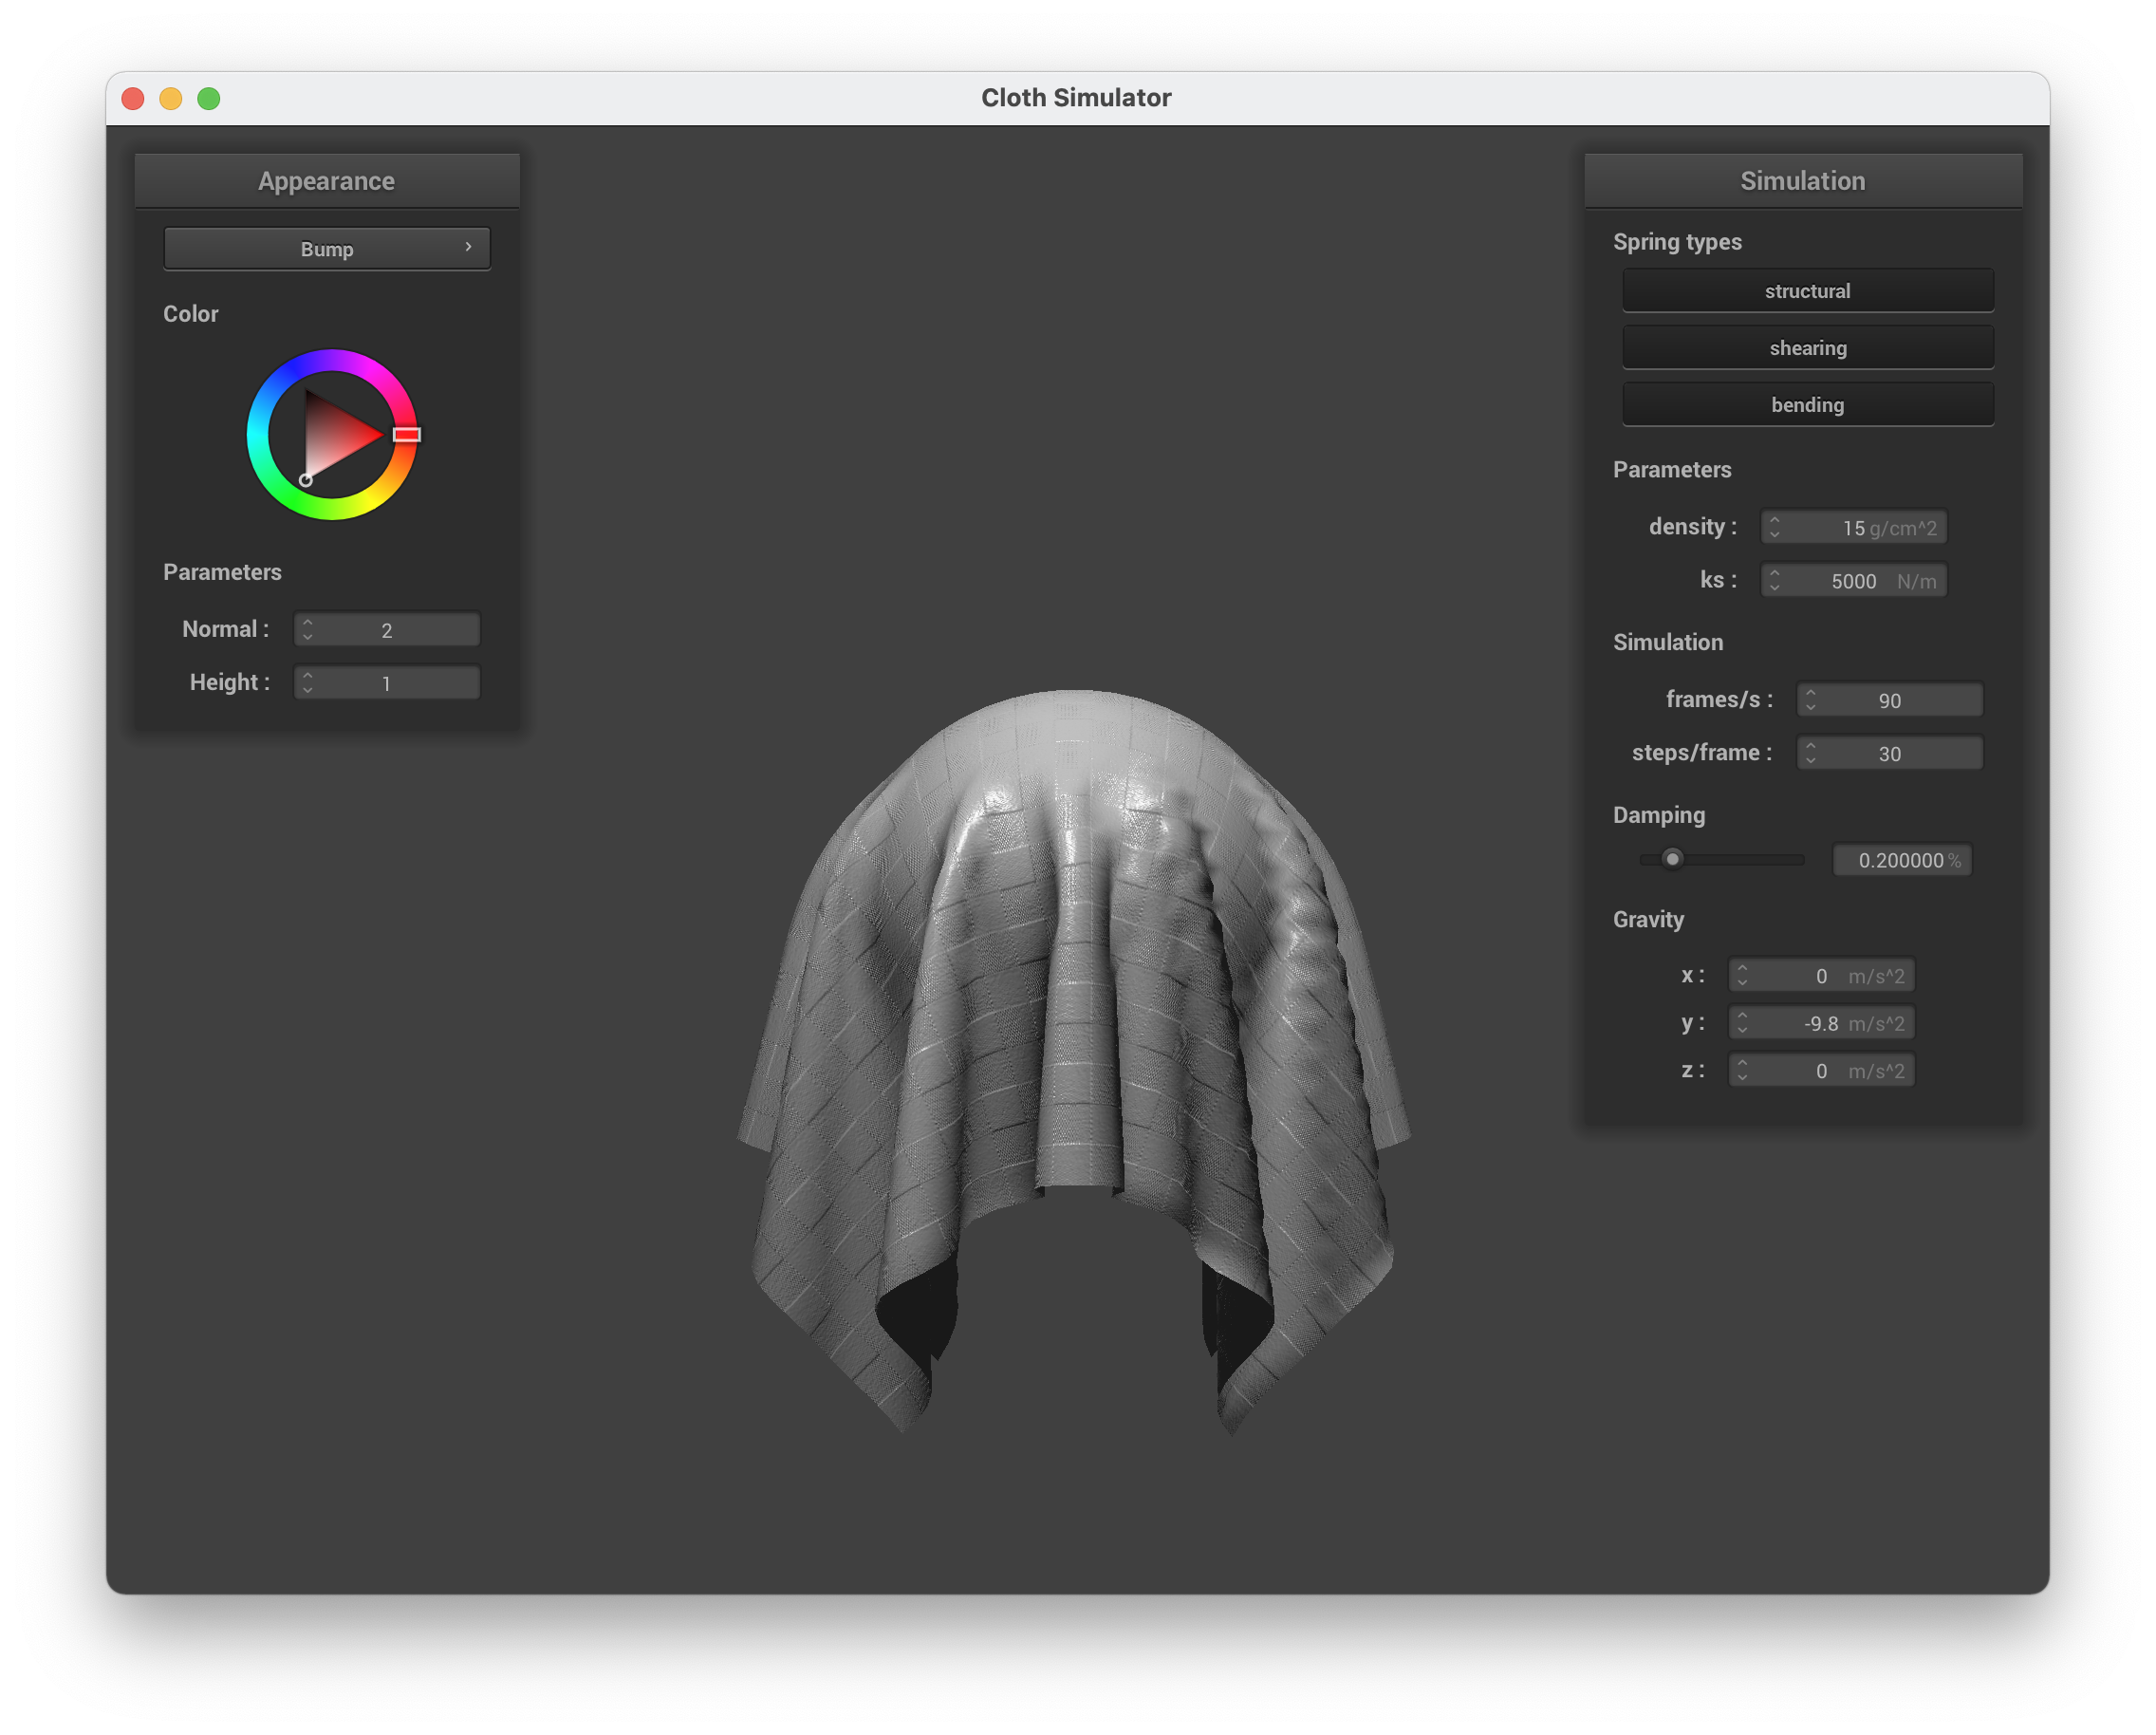 Cloth Simulator
Appearance
Bump
Color
Parameters
Normal : 2
Height : 1
Simulation
Spring types
structural
shearing
bending
Parameters
density : 15 g/cm^2
ks : 5000 N/m
Simulation
frames/s : 90
steps/frame : 30
Damping
0.200000 %
Gravity
x : 0 m/s^2
y : -9.8 m/s^2
z : 0 m/s^2